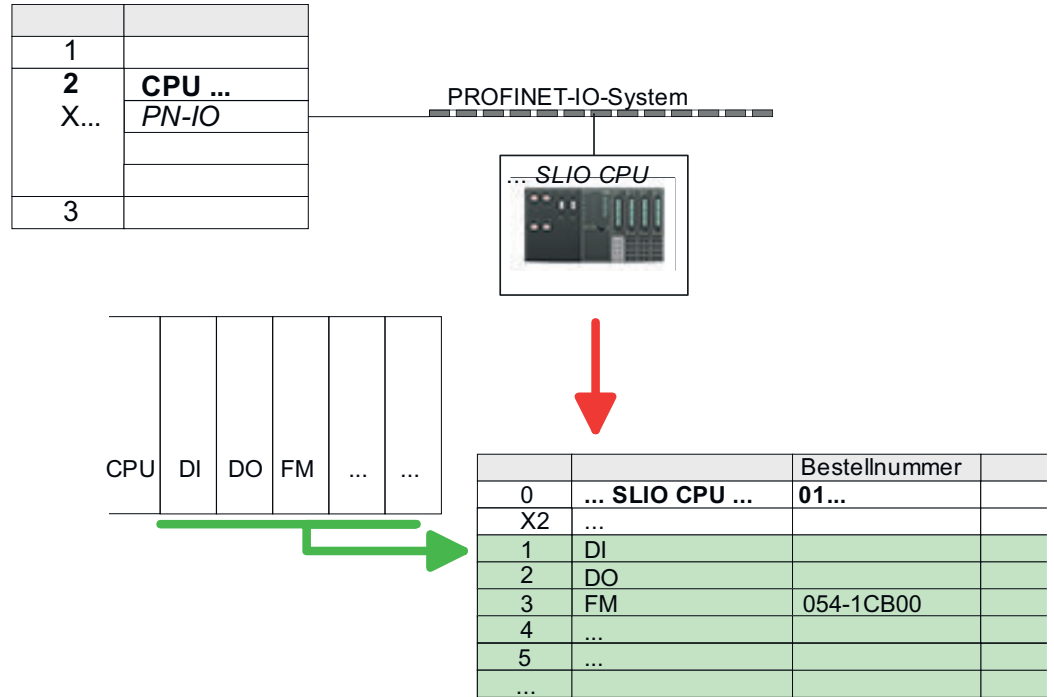 1
2 CPU ...
X... PN-IO
3
PROFINET-IO-System
... SLIO CPU
CPU DI DO FM ... ...
Bestellnummer
0 ... SLIO CPU ... 01...
X2 ...
1 DI
2 DO
3 FM 054-1CB00
4 ...
5 ...
...